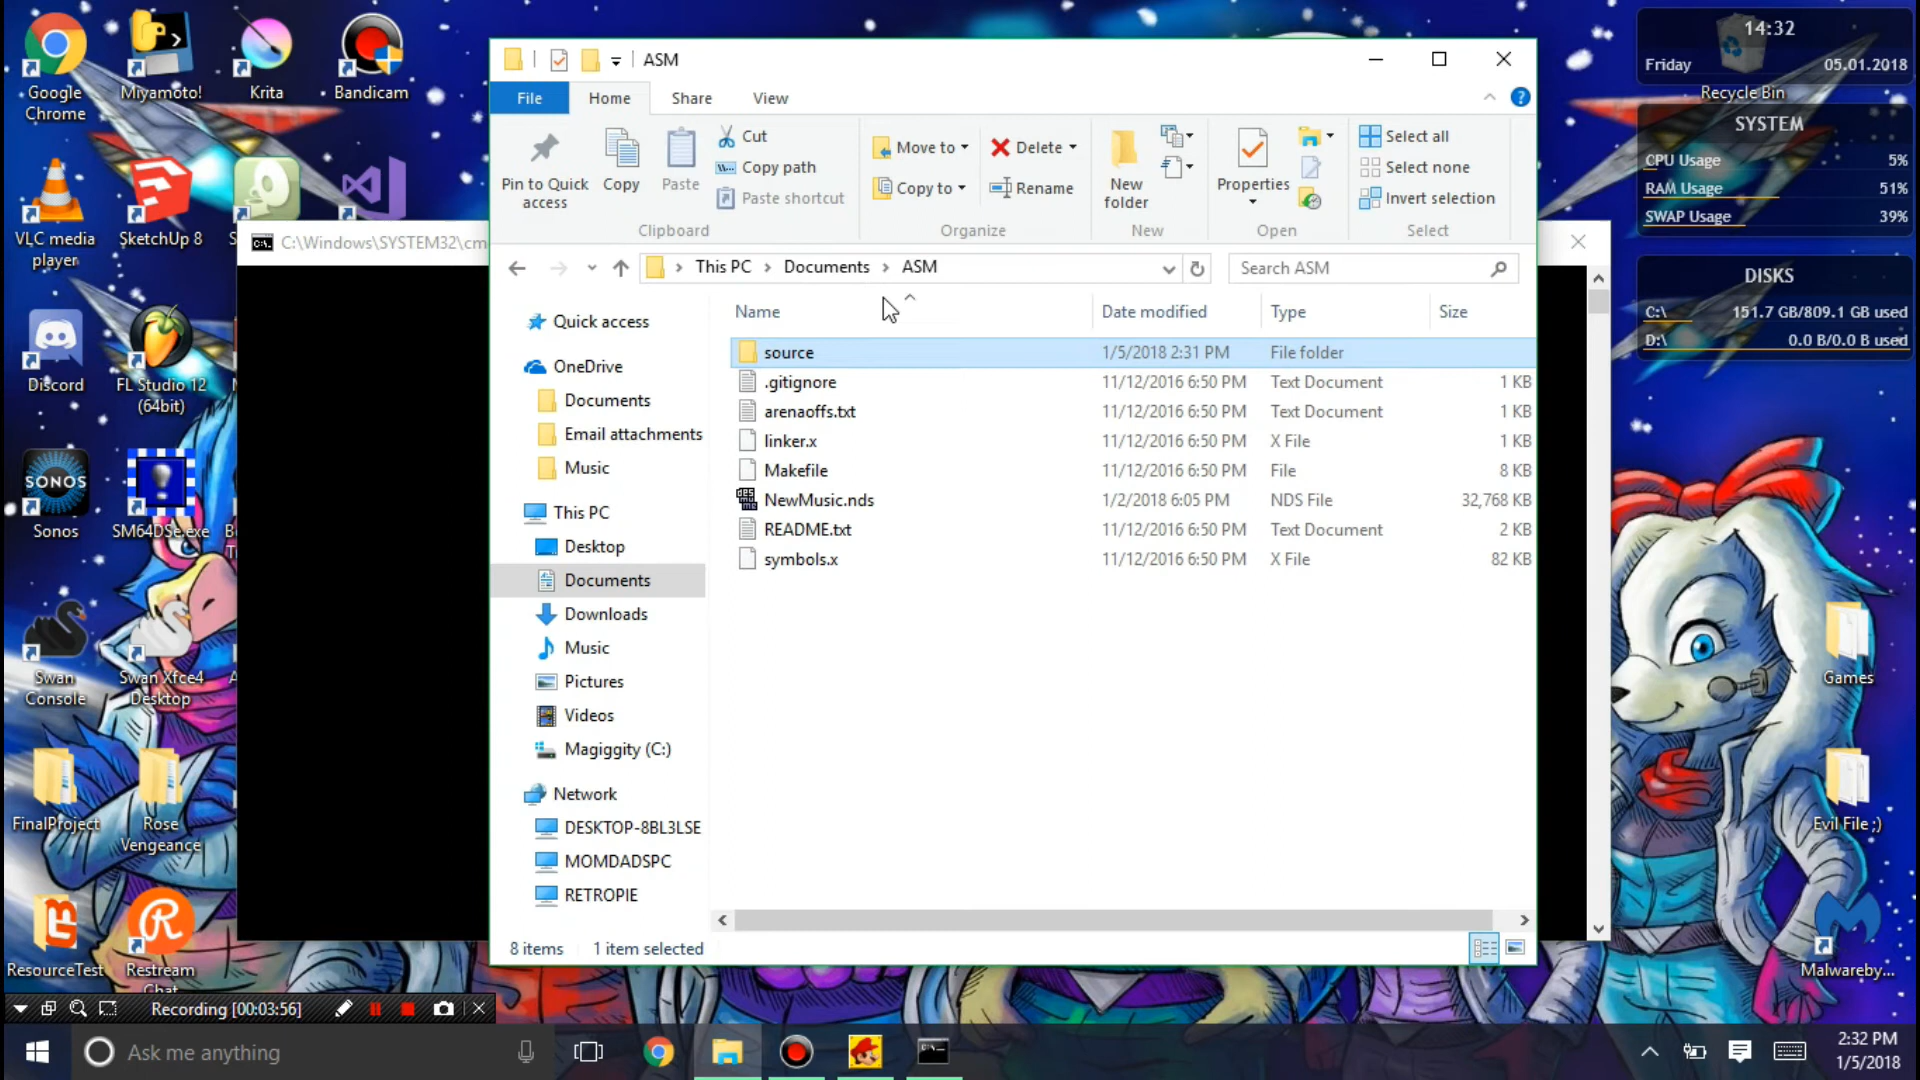 Google
Chrome
Miyamoto!
Krita
Bandicam
VLC media
player
SketchUp 8
S
Discord
FL Studio 12
(64bit)
Sonos
SONOS
SM64DSe.exe
Swan
Console
Swan Xfce4
Desktop
FinalProject
Rose
Vengeance
ResourceTest
Restream
Chat
C:\Windows\SYSTEM32\cm
ASM
File
Home
Share
View
Pin to Quick
access
Copy
Paste
Cut
Copy path
Paste shortcut
Clipboard
Move to
Copy to
Delete
Rename
Organize
New
folder
New
Properties
Open
Select all
Select none
Invert selection
Select
This PC > Documents > ASM
Search ASM
Name
Date modified
Type
Size
source 1/5/2018 2:31 PM File folder
.gitignore 11/12/2016 6:50 PM Text Document 1 KB
arenaoffs.txt 11/12/2016 6:50 PM Text Document 1 KB
linker.x 11/12/2016 6:50 PM X File 1 KB
Makefile 11/12/2016 6:50 PM File 8 KB
NewMusic.nds 1/2/2018 6:05 PM NDS File 32,768 KB
README.txt 11/12/2016 6:50 PM Text Document 2 KB
symbols.x 11/12/2016 6:50 PM X File 82 KB
Quick access
OneDrive
Documents
Email attachments
Music
This PC
Desktop
Documents
Downloads
Music
Pictures
Videos
Magiggity (C:)
Network
DESKTOP-8BL3LSE
MOMDADSPC
RETROPIE
8 items 1 item selected
14:32
Friday 05.01.2018
Recycle Bin
SYSTEM
CPU Usage 5%
RAM Usage 51%
SWAP Usage 39%
DISKS
C:\ 151.7 GB/809.1 GB used
D:\ 0.0 B/0.0 B used
Games
Evil File ;)
Malwareby...
Recording [00:03:56]
Ask me anything
2:32 PM
1/5/2018